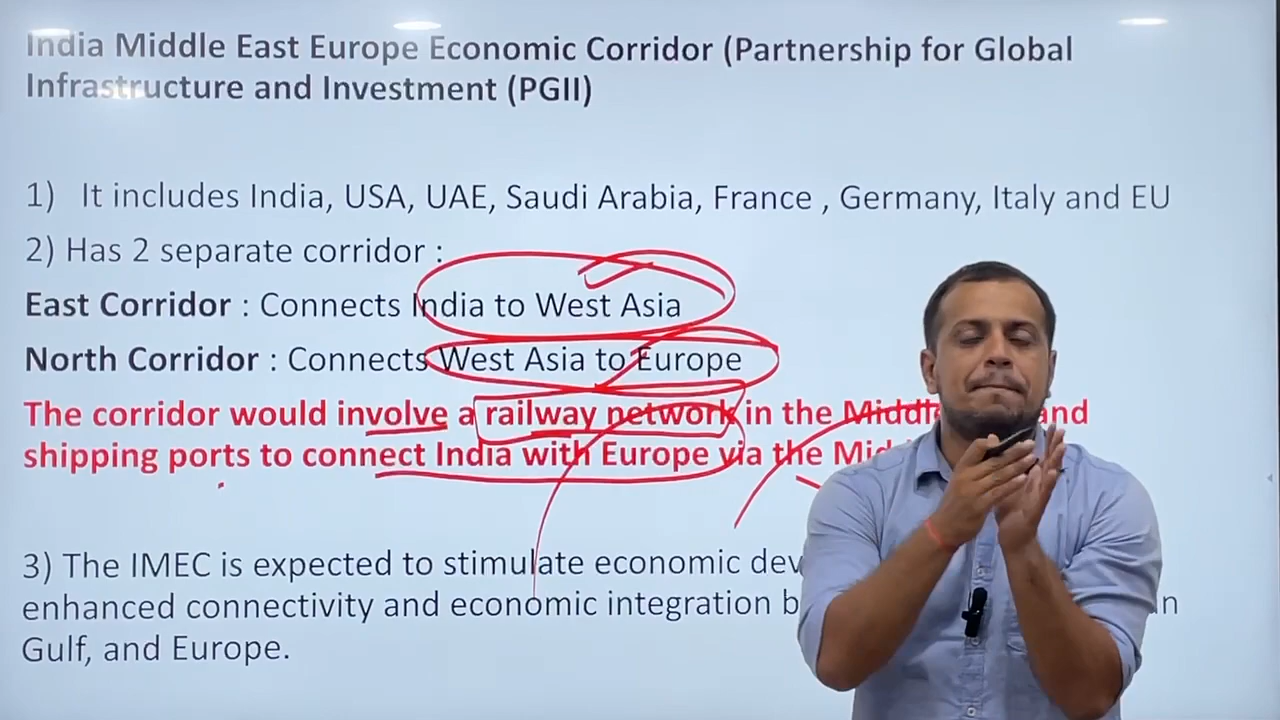 India Middle East Europe Economic Corridor (Partnership for Global
Infrastructure and Investment (PGII)
1) It includes India, USA, UAE, Saudi Arabia, France , Germany, Italy and EU
2) Has 2 separate corridor :
East Corridor : Connects India to West Asia
North Corridor : Connects West Asia to Europe
The corridor would involve a railway network in the Middle and
shipping ports to connect India with Europe via the
3) The IMEC is expected to stimulate economic
enhanced connectivity and economic integration
Gulf, and Europe.